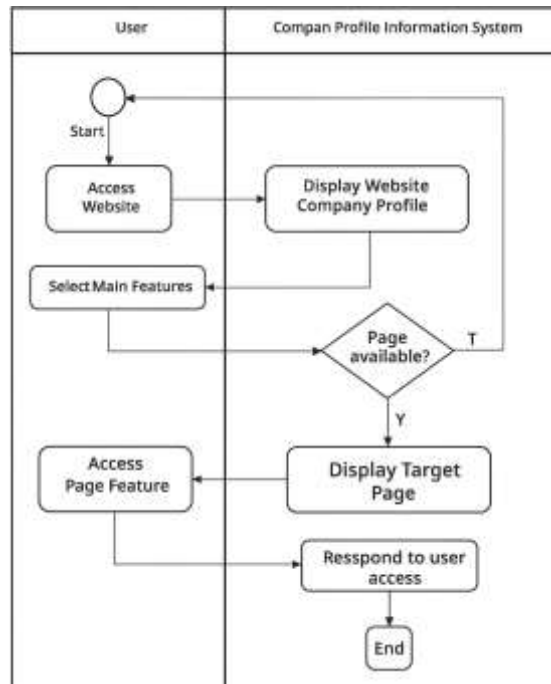 User
Compan Profile Information System
Start
Access
Website
Display Website
Company Profile
Select Main Features
Page
available?
T
Y
Access
Page Feature
Display Target
Page
Resspond to user
access
End